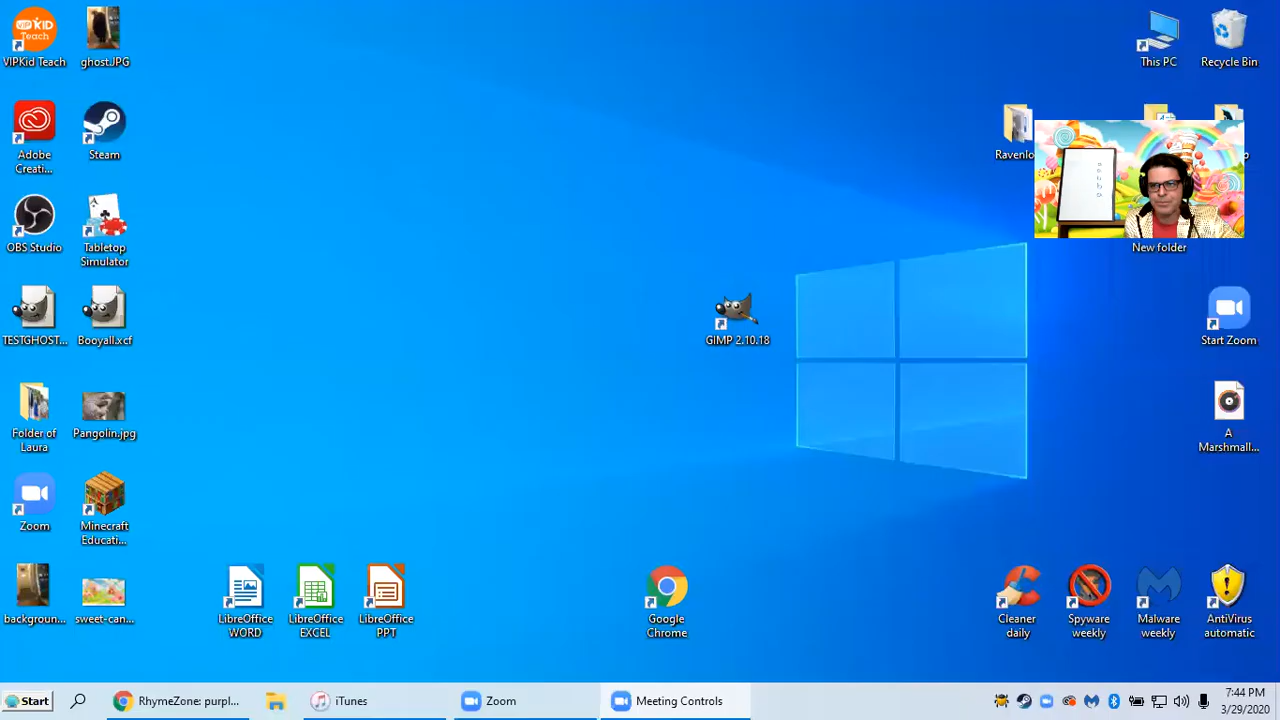 VIPKID
Teach
VIPKid Teach
ghost.JPG
This PC
Recycle Bin
Adobe
Creati...
Steam
Ravenlo
OBS Studio
Tabletop
Simulator
New folder
TESTGHOST...
Booyall.xcf
GIMP 2.10.18
Start Zoom
Folder of
Laura
Pangolin.jpg
A
Marshmall...
Zoom
Minecraft
Educati...
backgroun...
sweet-can...
LibreOffice
WORD
LibreOffice
EXCEL
LibreOffice
PPT
Google
Chrome
Cleaner
daily
Spyware
weekly
Malware
weekly
AntiVirus
automatic
Start
RhymeZone: purpl...
iTunes
Zoom
Meeting Controls
7:44 PM
3/29/2020